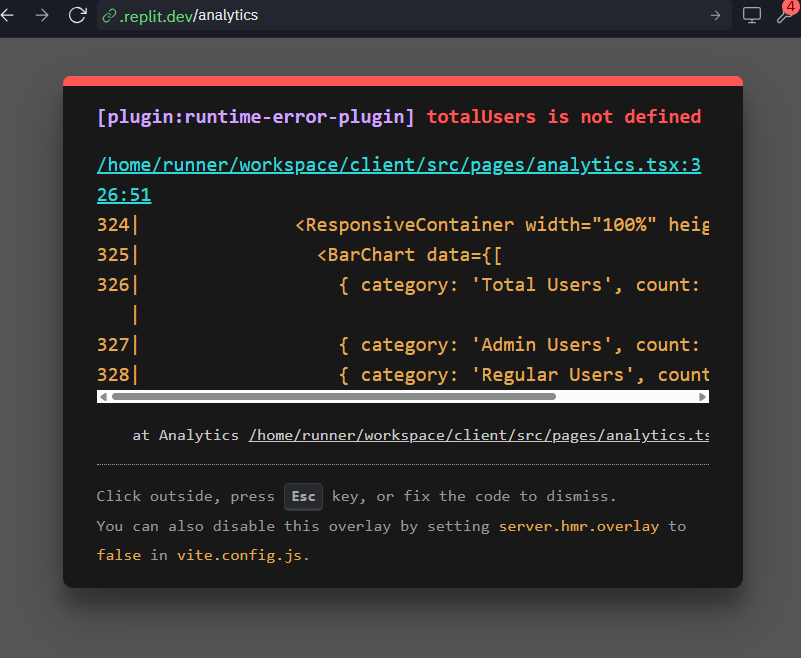 .replit.dev/analytics
4
[plugin:runtime-error-plugin] totalUsers is not defined
/home/runner/workspace/client/src/pages/analytics.tsx:3
26:51
324| <ResponsiveContainer width="100%" heig
325| <BarChart data={[
326| { category: 'Total Users', count:
|
327| { category: 'Admin Users', count:
328| { category: 'Regular Users', count
at Analytics /home/runner/workspace/client/src/pages/analytics.ts
Click outside, press Esc key, or fix the code to dismiss.
You can also disable this overlay by setting server.hmr.overlay to
false in vite.config.js.